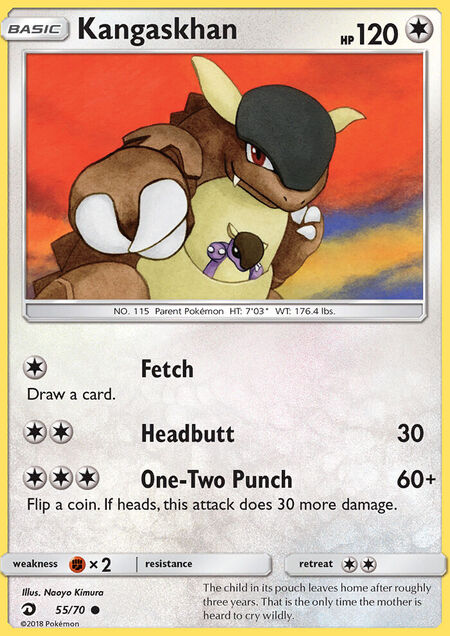 BASIC Kangaskhan HP 120
NO. 115 Parent Pokémon HT: 7'03" WT: 176.4 lbs.
Fetch
Draw a card.
Headbutt 30
One-Two Punch 60+
Flip a coin. If heads, this attack does 30 more damage.
weakness ×2 resistance retreat
Illus. Naoyo Kimura
55/70
©2018 Pokémon
The child in its pouch leaves home after roughly
three years. That is the only time the mother is
heard to cry wildly.